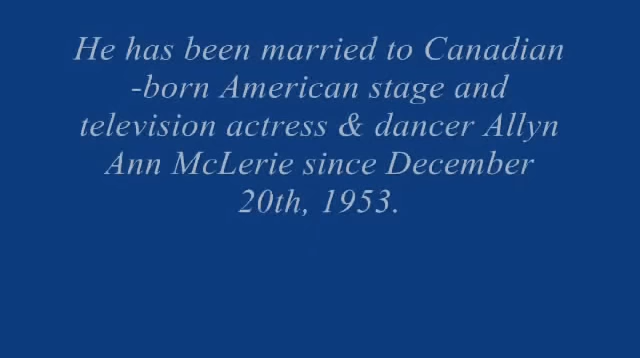 He has been married to Canadian
-born American stage and
television actress & dancer Allyn
Ann McLerie since December
20th, 1953.